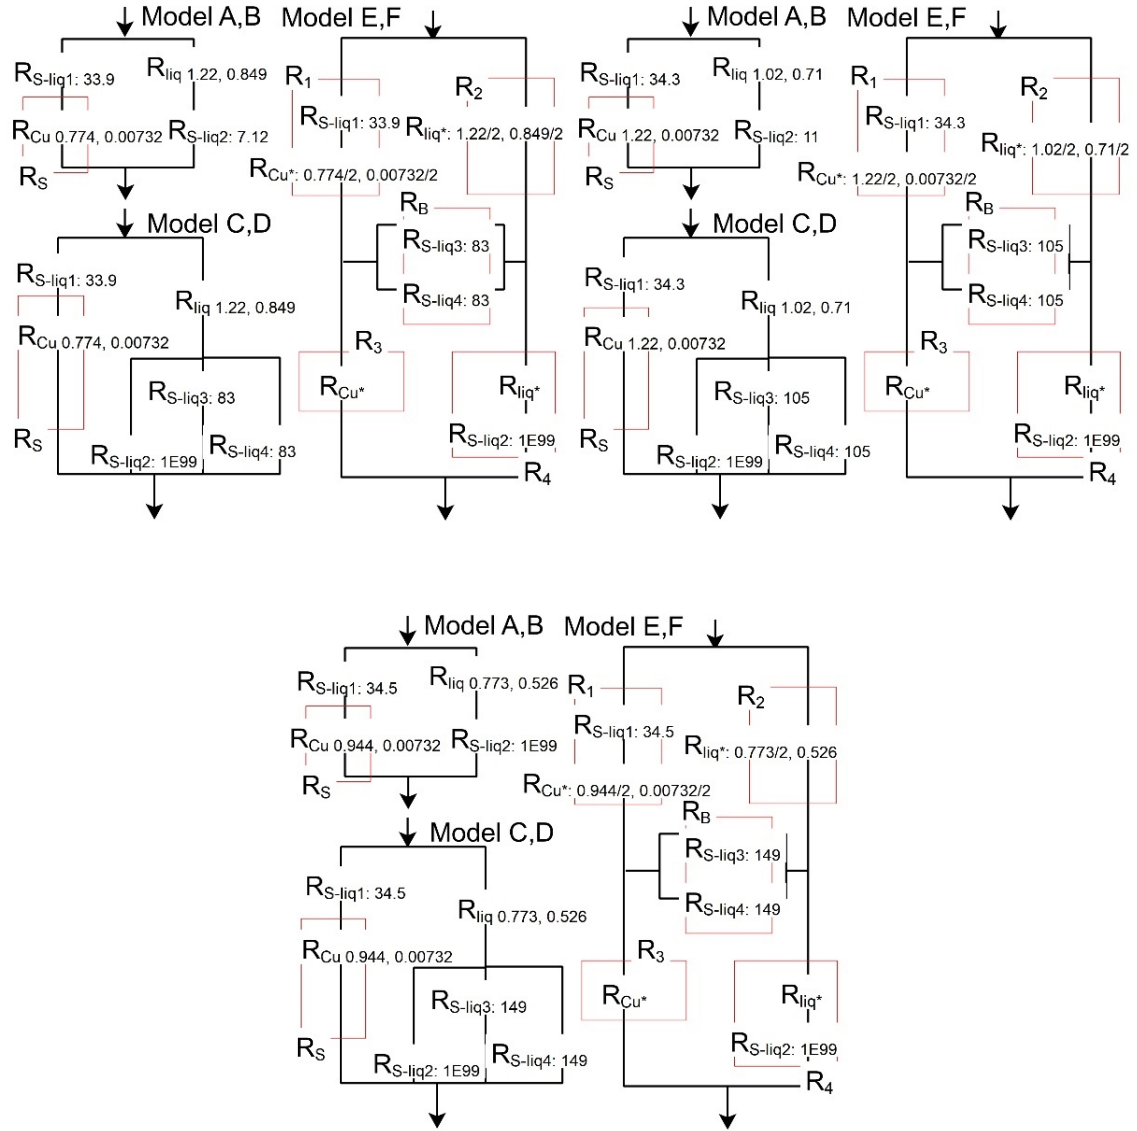 Model A,B
RS-liq1: 33.9
Rliq 1.22, 0.849
RCu 0.774, 0.00732
RS-liq2: 7.12
RS
Model C,D
RS-liq1: 33.9
Rliq 1.22, 0.849
RCu 0.774, 0.00732
RS-liq3: 83
RS
RS-liq2: 1E99
RS-liq4: 83
Model E,F
R1
R2
RS-liq1: 33.9
Rliq*: 1.22/2, 0.849/2
RCu*: 0.774/2, 0.00732/2
RB
RS-liq3: 83
RS-liq4: 83
R3
RCu*
Rliq*
RS-liq2: 1E99
R4
Model A,B
RS-liq1: 34.3
Rliq 1.02, 0.71
RCu 1.22, 0.00732
RS-liq2: 11
RS
Model C,D
RS-liq1: 34.3
Rliq 1.02, 0.71
RCu 1.22, 0.00732
RS-liq3: 105
RS
RS-liq2: 1E99
RS-liq4: 105
Model E,F
R1
R2
RS-liq1: 34.3
Rliq*: 1.02/2, 0.71/2
RCu*: 1.22/2, 0.00732/2
RB
RS-liq3: 105
RS-liq4: 105
R3
RCu*
Rliq*
RS-liq2: 1E99
R4
Model A,B
RS-liq1: 34.5
Rliq 0.773, 0.526
RCu 0.944, 0.00732
RS-liq2: 1E99
RS
Model C,D
RS-liq1: 34.5
Rliq 0.773, 0.526
RCu 0.944, 0.00732
RS-liq3: 149
RS
RS-liq2: 1E99
RS-liq4: 149
Model E,F
R1
R2
RS-liq1: 34.5
Rliq*: 0.773/2, 0.526
RCu*: 0.944/2, 0.00732/2
RB
RS-liq3: 149
RS-liq4: 149
R3
RCu*
Rliq*
RS-liq2: 1E99
R4